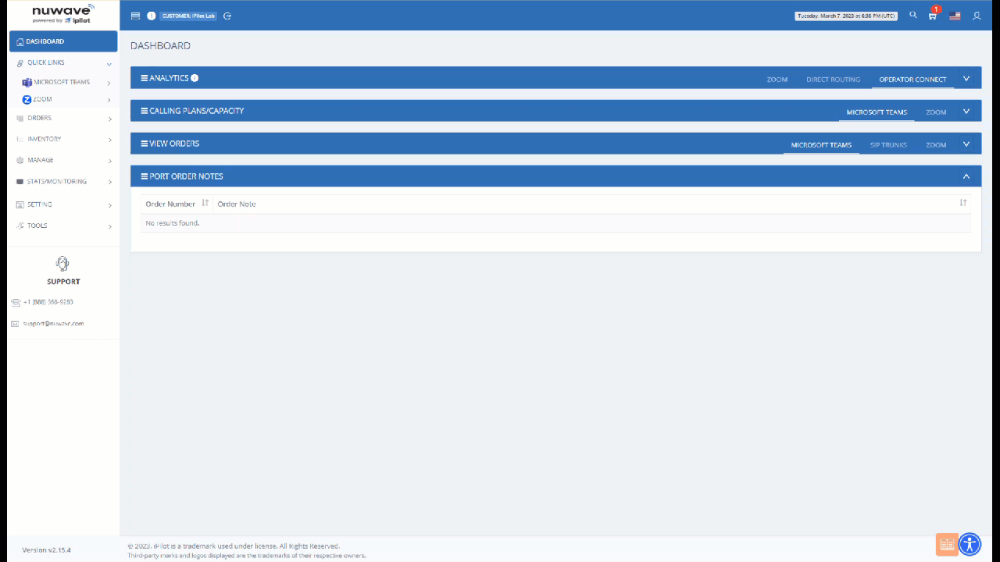 nuwave
powered by ipilot
CUSTOMER: iPilot Lab
Tuesday, March 7, 2023 at 6:38 PM (UTC)
1
DASHBOARD
QUICK LINKS
MICROSOFT TEAMS
ZOOM
ORDERS
INVENTORY
MANAGE
STATS/MONITORING
SETTING
TOOLS
SUPPORT
+1 (888) 368-9283
support@nuwave.com
Version v2.15.4
DASHBOARD
ANALYTICS
ZOOM DIRECT ROUTING OPERATOR CONNECT
CALLING PLANS/CAPACITY
MICROSOFT TEAMS ZOOM
VIEW ORDERS
MICROSOFT TEAMS SIP TRUNKS ZOOM
PORT ORDER NOTES
Order Number Order Note
No results found.
© 2023. iPilot is a trademark used under license. All Rights Reserved.
Third-party marks and logos displayed are the trademarks of their respective owners.